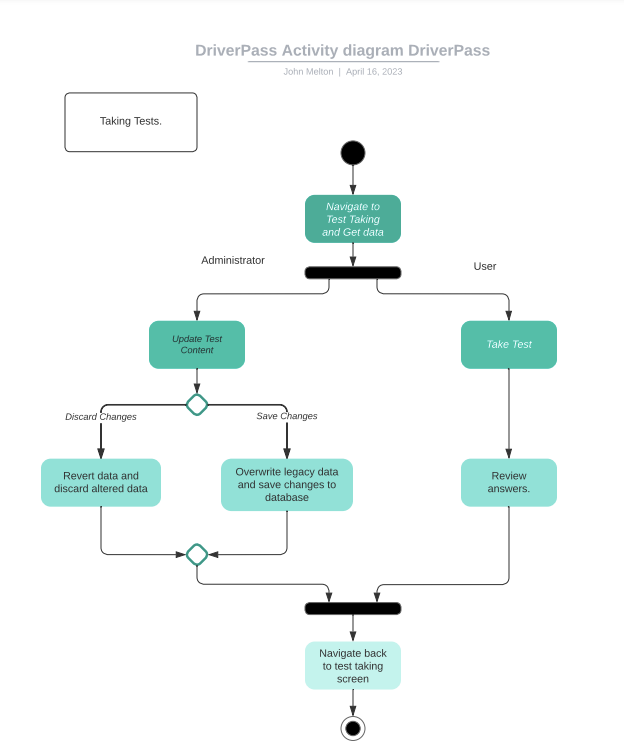 DriverPass Activity diagram DriverPass
John Melton | April 16, 2023
Taking Tests.
Navigate to
Test Taking
and Get data
Administrator
User
Update Test
Content
Take Test
Discard Changes
Save Changes
Revert data and
discard altered data
Overwrite legacy data
and save changes to
database
Review
answers.
Navigate back
to test taking
screen